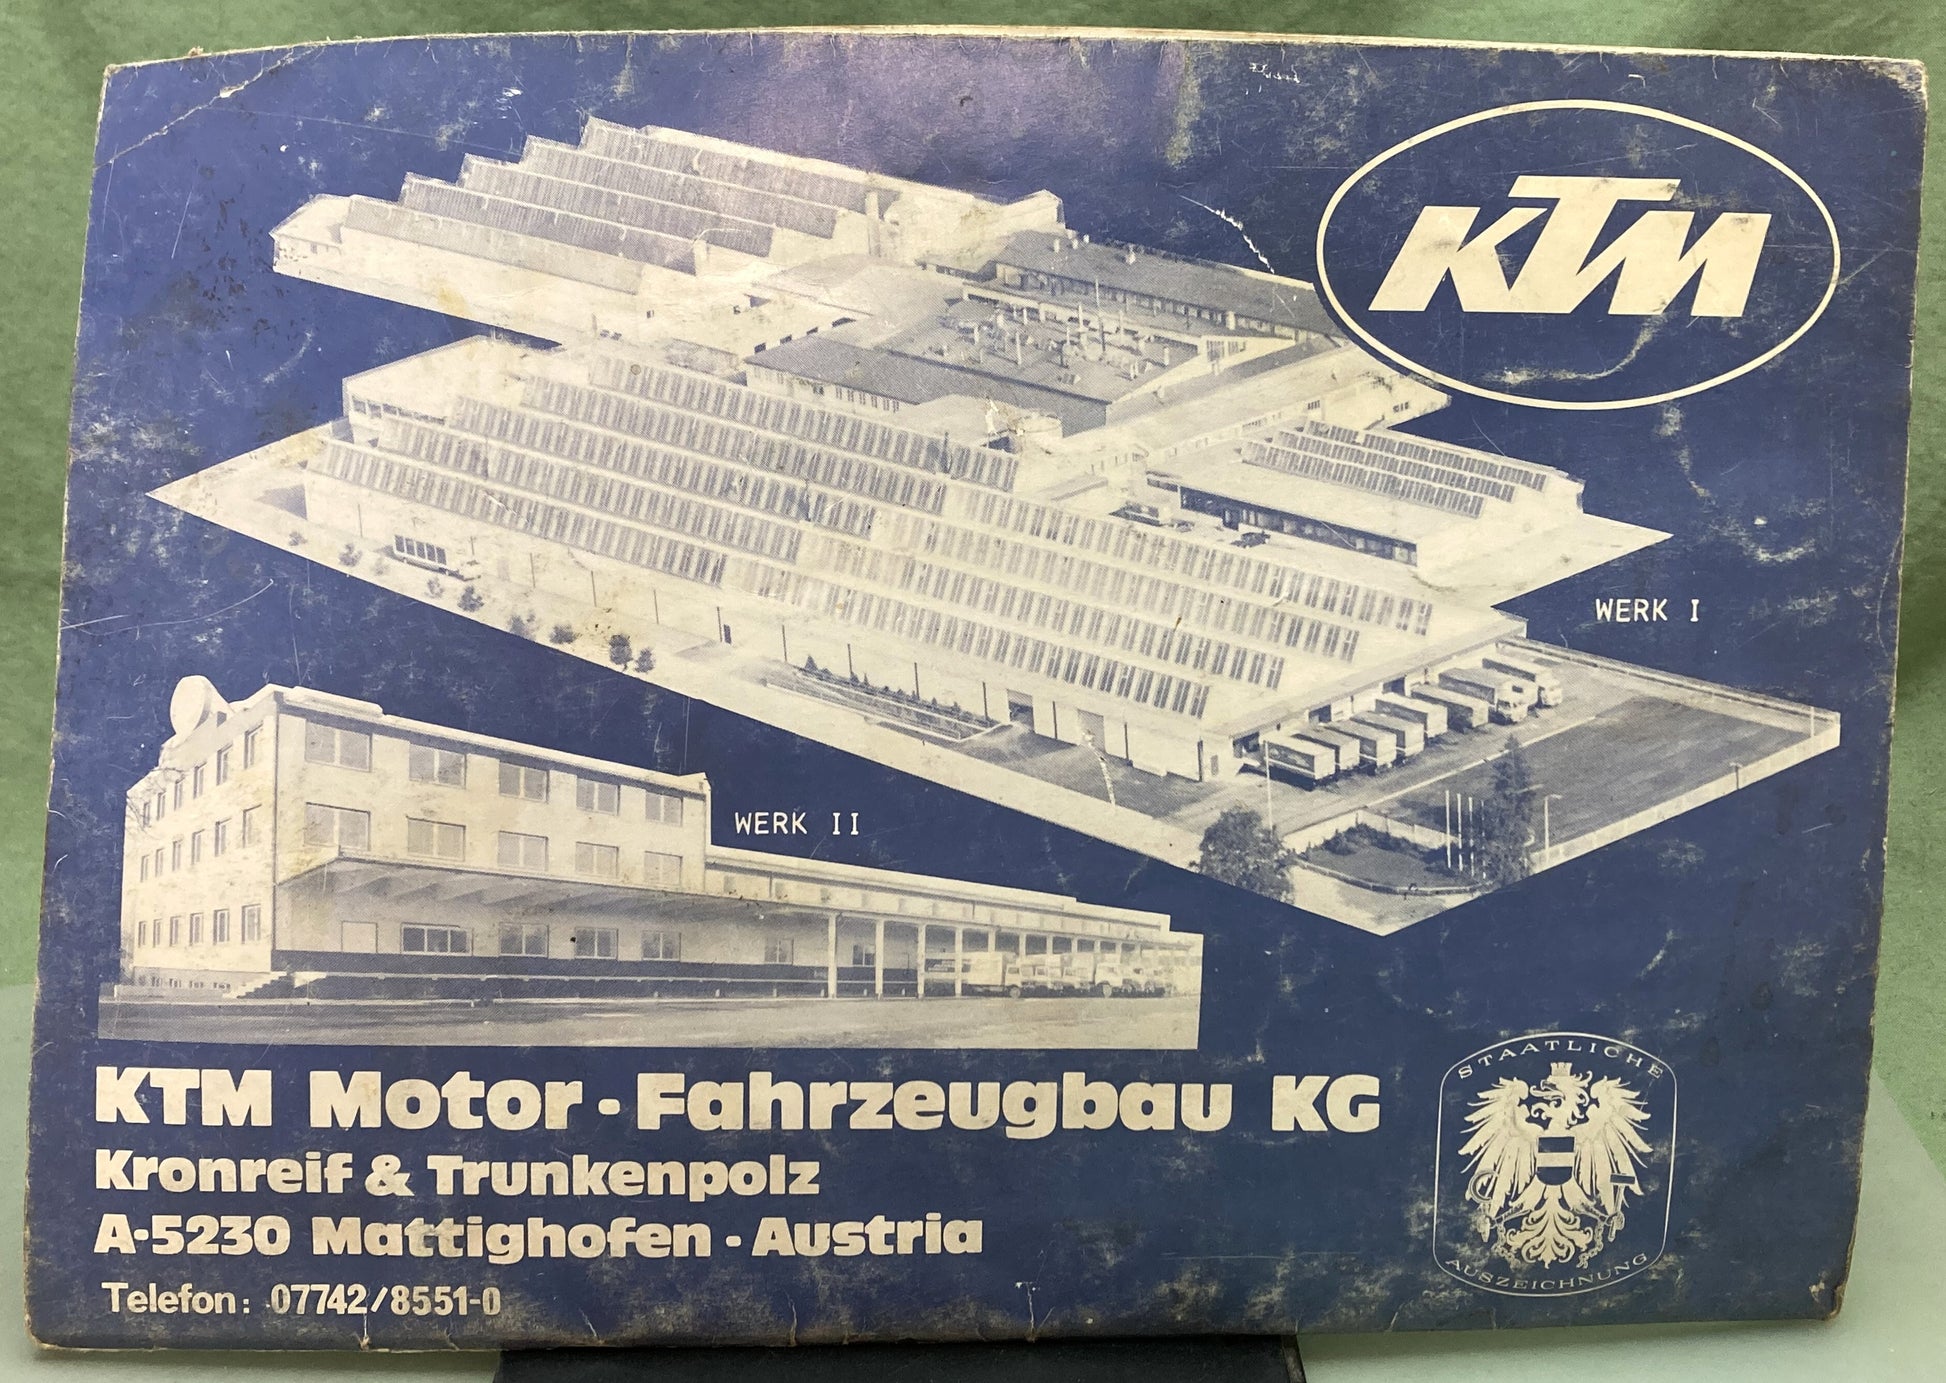 KTM
WERK I
WERK II
KTM Motor-Fahrzeugbau KG
Kronreif & Trunkenpolz
A-5230 Mattighofen - Austria
Telefon: 07742/8551-0
STAATLICHE
AUSZEICHNUNG